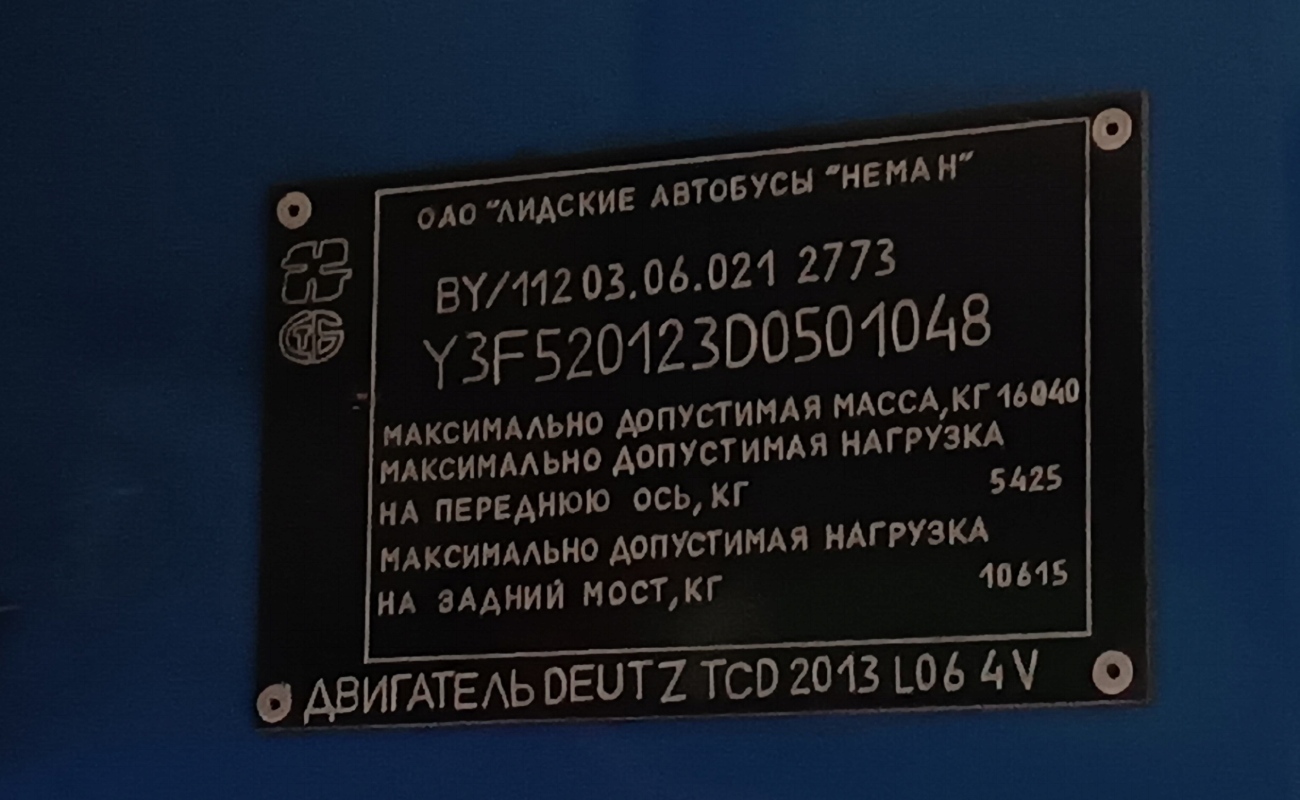 ОАО "ЛИДСКИЕ АВТОБУСЫ "НЕМАН"
BY/112 03.06.021 2773
Y3F520123D0501048
МАКСИМАЛЬНО ДОПУСТИМАЯ МАССА, КГ 16040
МАКСИМАЛЬНО ДОПУСТИМАЯ НАГРУЗКА
НА ПЕРЕДНЮЮ ОСЬ, КГ 5425
МАКСИМАЛЬНО ДОПУСТИМАЯ НАГРУЗКА
НА ЗАДНИЙ МОСТ, КГ 10615
ДВИГАТЕЛЬ DEUTZ TCD 2013 L06 4V